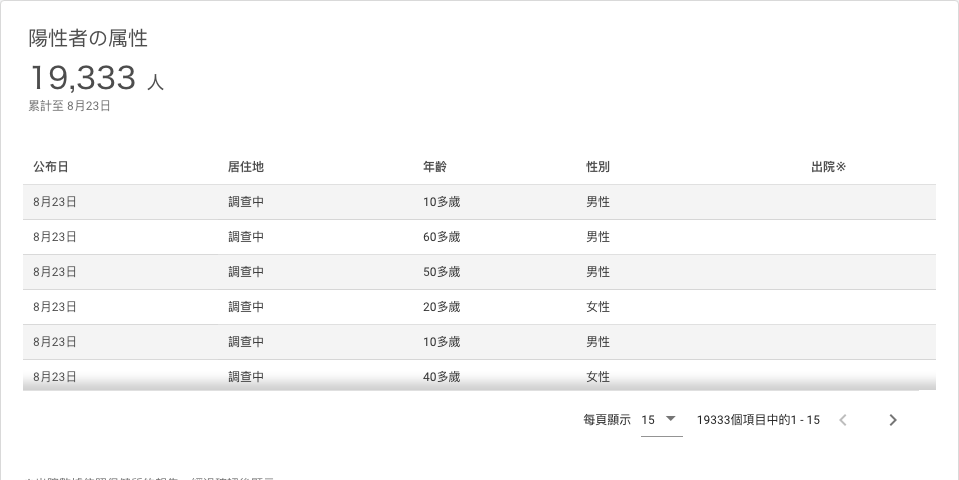 陽性者の属性
19,333 人
累計至 8月23日
公布日 居住地 年齡 性別 出院※
8月23日 調查中 10多歲 男性
8月23日 調查中 60多歲 男性
8月23日 調查中 50多歲 男性
8月23日 調查中 20多歲 女性
8月23日 調查中 10多歲 男性
8月23日 調查中 40多歲 女性
每頁顯示 15 19333個項目中的1 - 15